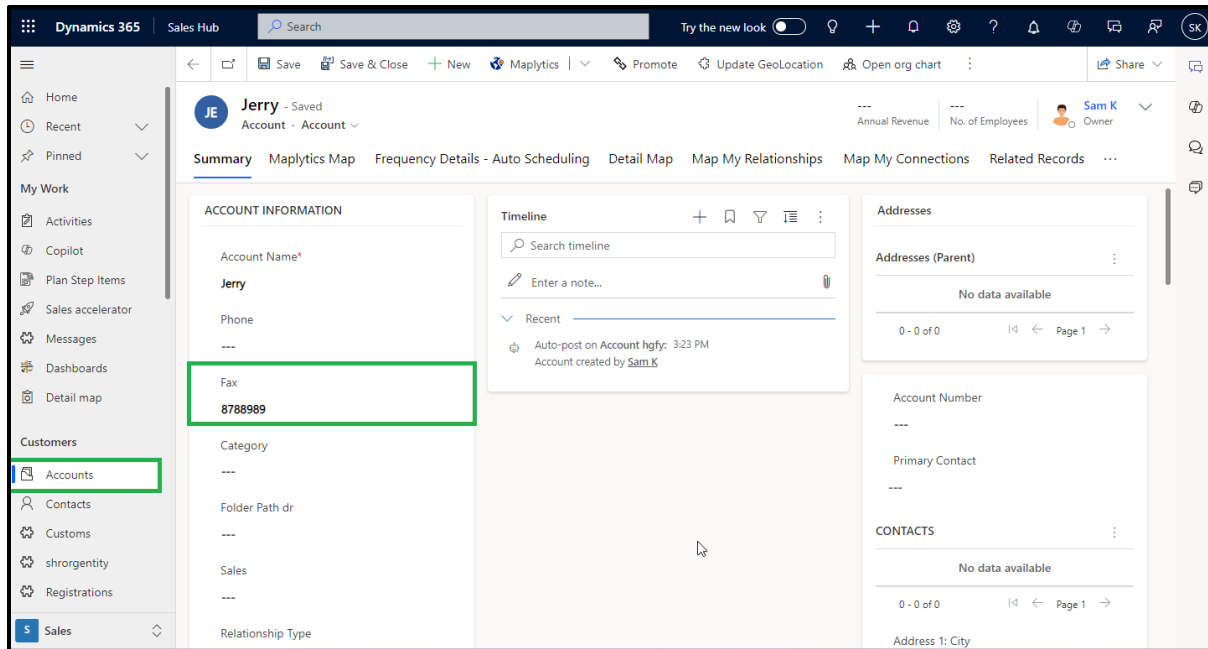 Dynamics 365 Sales Hub Search Try the new look SK
Save Save & Close New Maplytics Promote Update GeoLocation Open org chart Share
Home
Recent
Pinned
My Work
Activities
Copilot
Plan Step Items
Sales accelerator
Messages
Dashboards
Detail map
Customers
Accounts
Contacts
Customs
shrorgentity
Registrations
S Sales
JE
Jerry - Saved
Account · Account
---
Annual Revenue
---
No. of Employees
Sam K
Owner
Summary Maplytics Map Frequency Details - Auto Scheduling Detail Map Map My Relationships Map My Connections Related Records ...
ACCOUNT INFORMATION
Account Name*
Jerry
Phone
---
Fax
8788989
Category
---
Folder Path dr
---
Sales
---
Relationship Type
Timeline
Search timeline
Enter a note...
Recent
Auto-post on Account hgfy: 3:23 PM
Account created by Sam K
Addresses
Addresses (Parent)
No data available
0 - 0 of 0 Page 1
Account Number
---
Primary Contact
---
CONTACTS
No data available
0 - 0 of 0 Page 1
Address 1: City